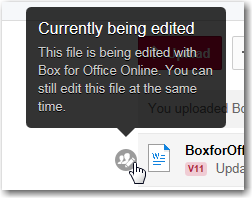 Currently being edited
This file is being edited with
Box for Office Online. You can
still edit this file at the same
time.
You uploaded Bo
BoxforOff
V11 Upda